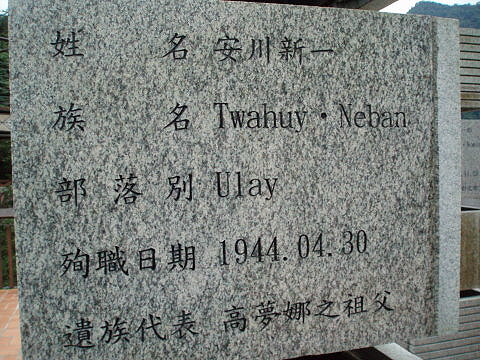 姓 名 安川新一
族 名 Twahuy·Neban
部落別 Ulay
殉職日期 1944.04.30
遺族代表 高夢娜之祖父